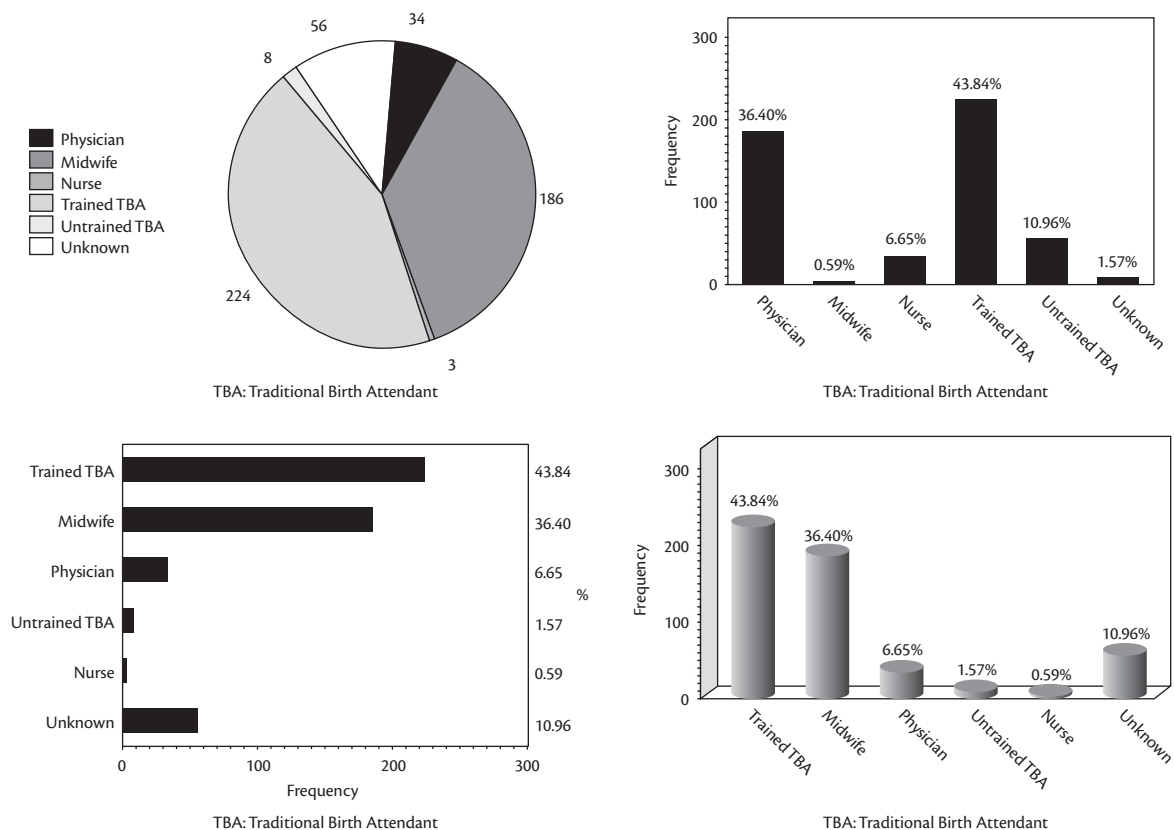 56
34
8
186
224
3
Physician
Midwife
Nurse
Trained TBA
Untrained TBA
Unknown
TBA: Traditional Birth Attendant
300
200
100
0
Frequency
36.40%
0.59%
6.65%
43.84%
10.96%
1.57%
Physician
Midwife
Nurse
Trained TBA
Untrained TBA
Unknown
TBA: Traditional Birth Attendant
Trained TBA 43.84
Midwife 36.40
Physician 6.65
%
Untrained TBA 1.57
Nurse 0.59
Unknown 10.96
0 100 200 300
Frequency
TBA: Traditional Birth Attendant
300
200
100
0
Frequency
43.84%
36.40%
6.65%
1.57%
0.59%
10.96%
Trained TBA
Midwife
Physician
Untrained TBA
Nurse
Unknown
TBA: Traditional Birth Attendant